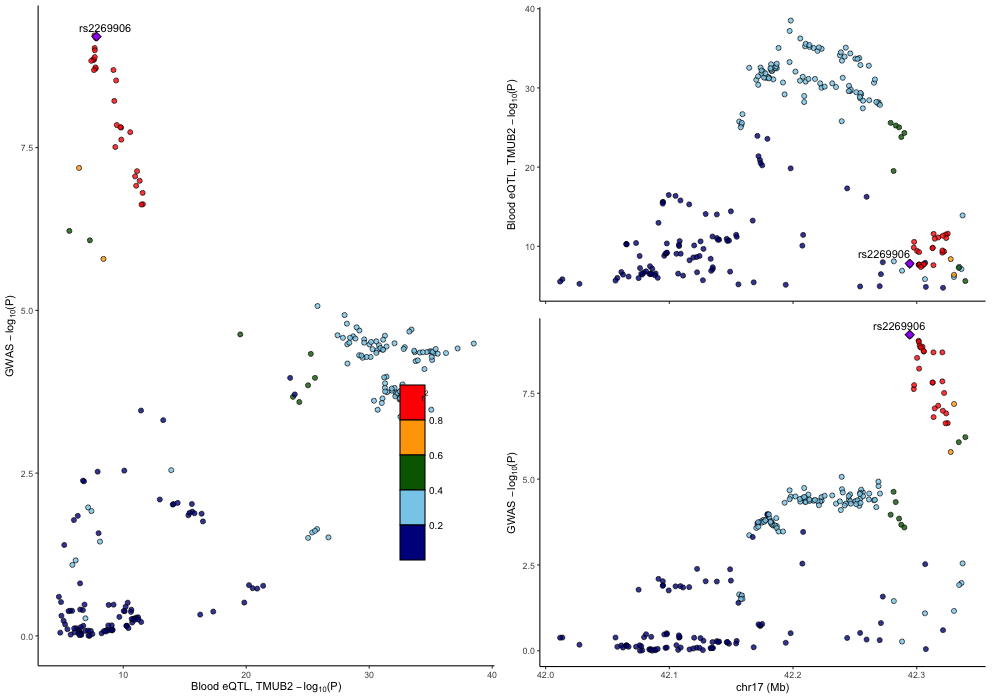 rs2269906
7.5
5.0
2.5
0.0
GWAS − log10(P)
10
20
30
40
Blood eQTL, TMUB2 − log10(P)
r2
0.8
0.6
0.4
0.2
40
30
20
10
Blood eQTL, TMUB2 − log10(P)
rs2269906
rs2269906
7.5
5.0
2.5
0.0
GWAS − log10(P)
42.0
42.1
42.2
42.3
chr17 (Mb)